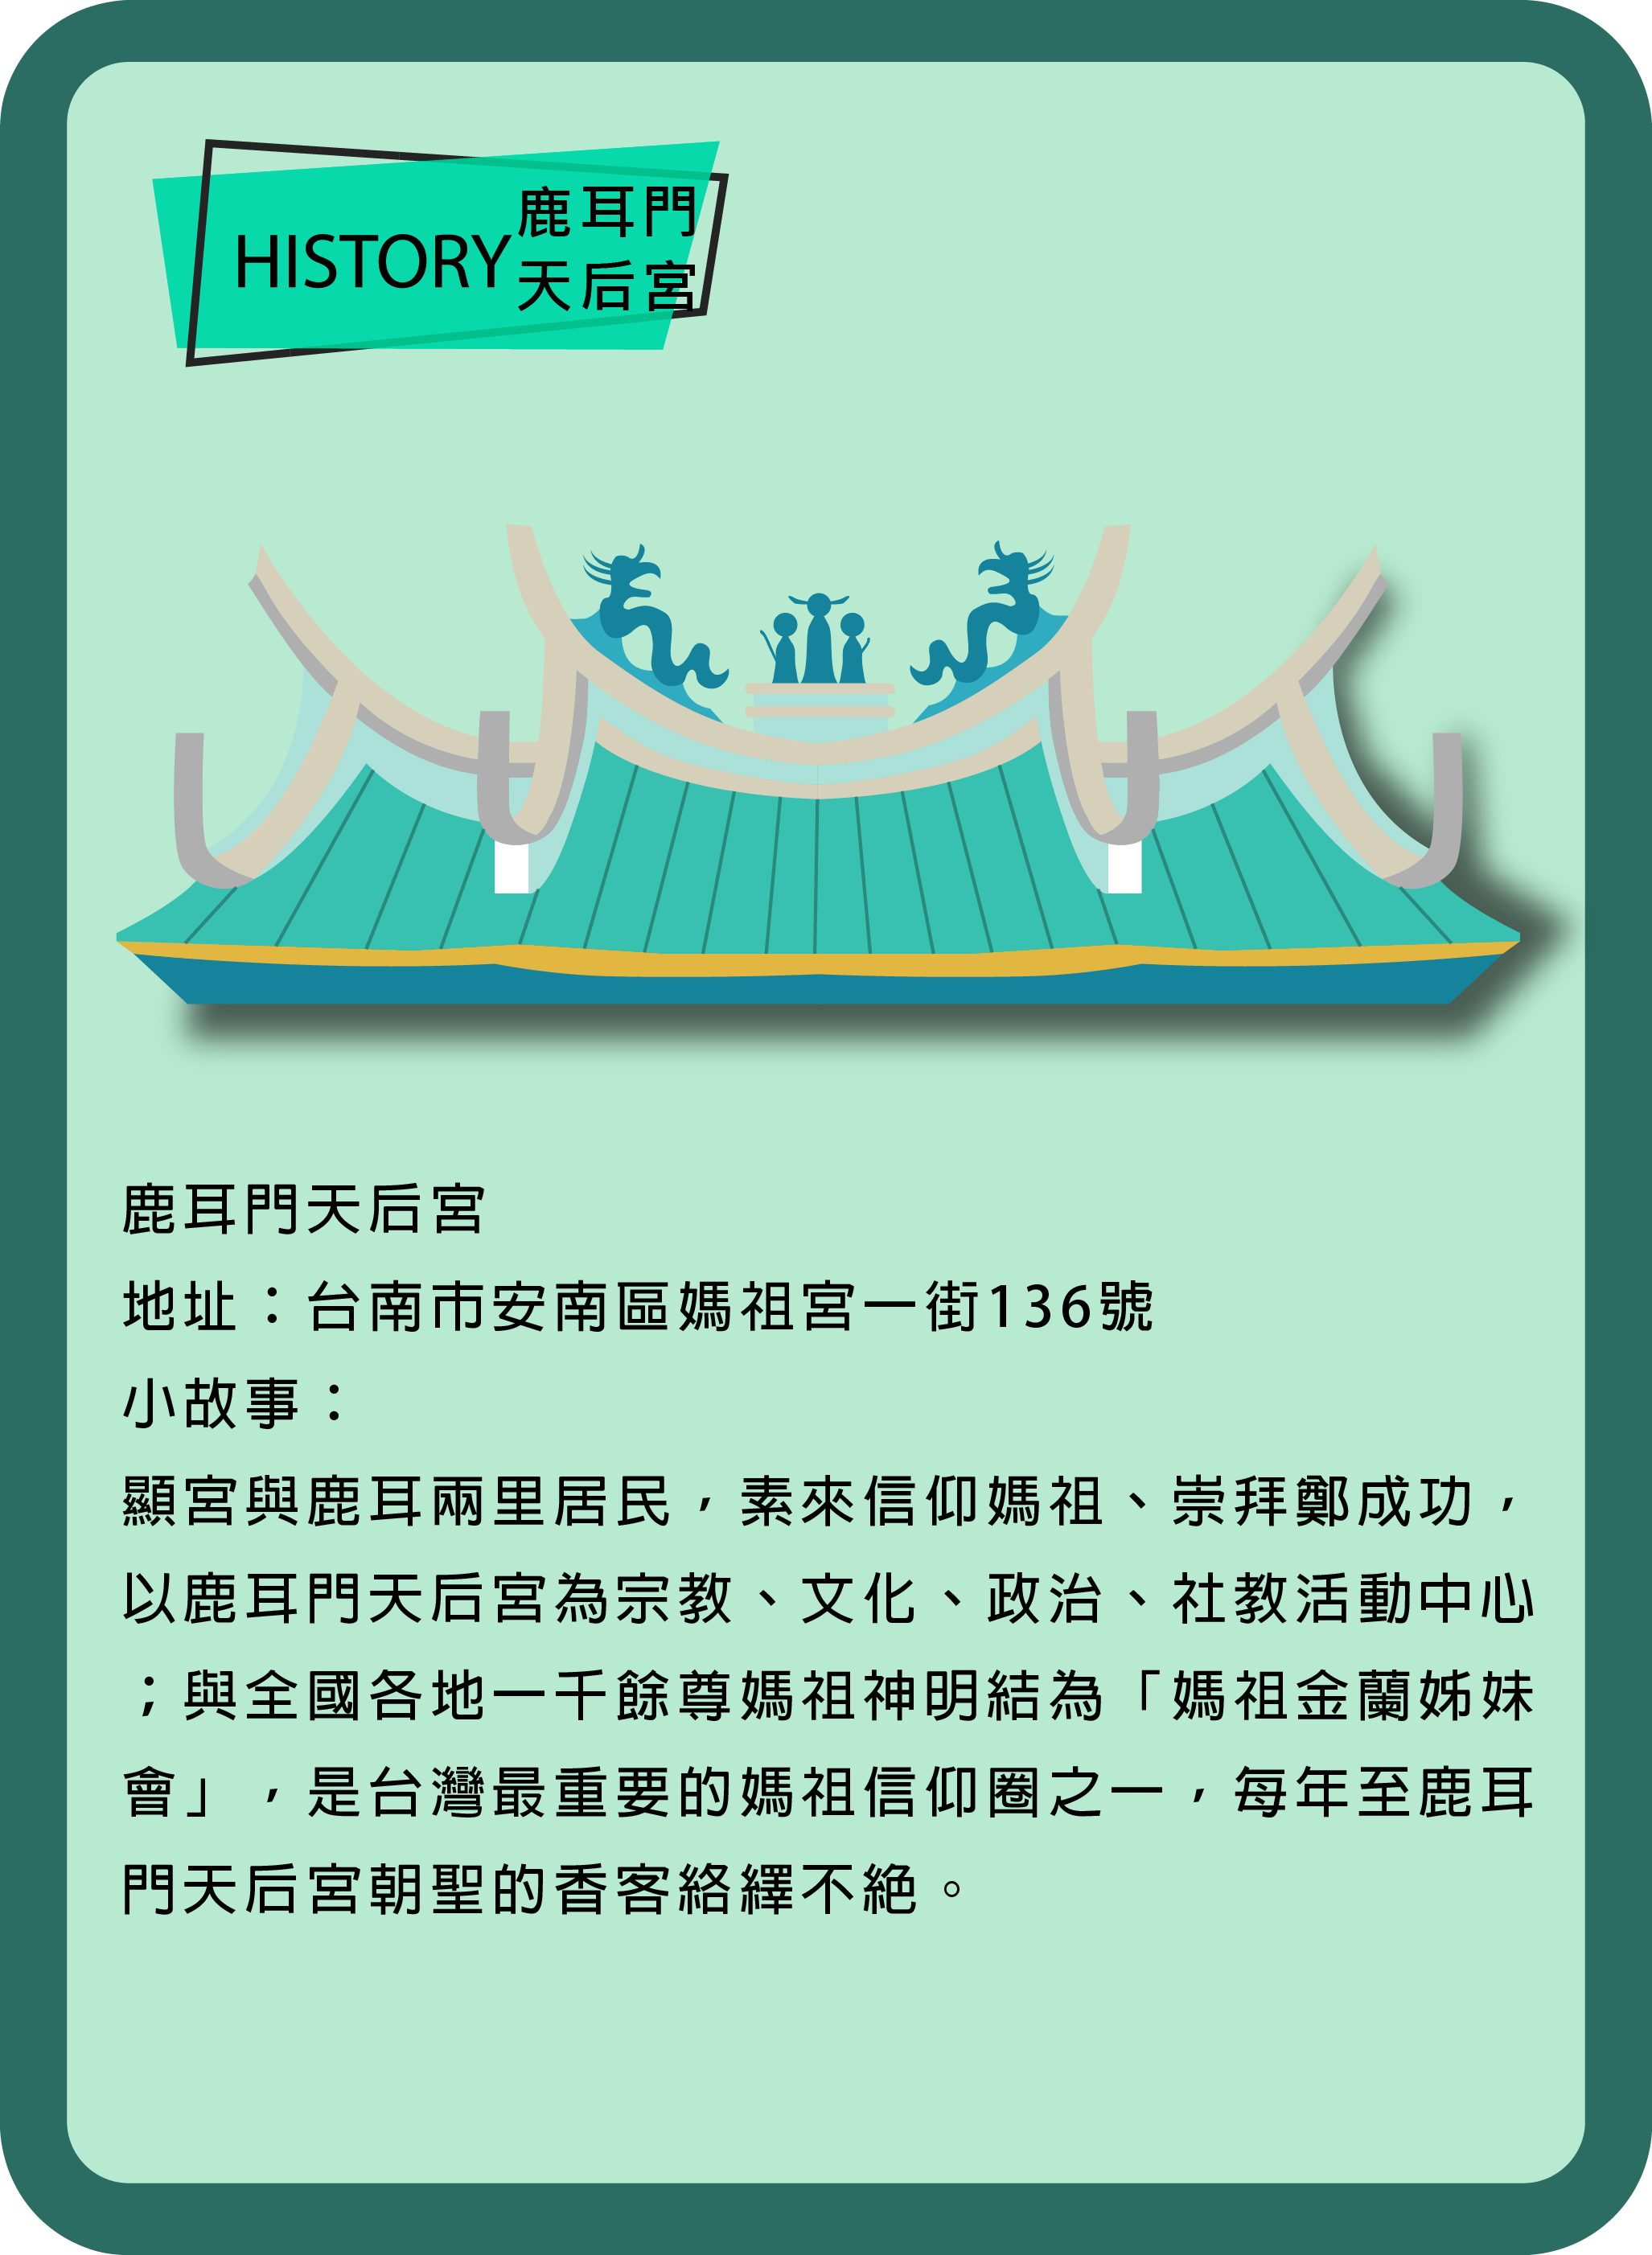 HISTORY
鹿耳門
天后宮
鹿耳門天后宮
地址：台南市安南區媽祖宮一街136號
小故事：
顯宮與鹿耳兩里居民，素來信仰媽祖、崇拜鄭成功，
以鹿耳門天后宮為宗教、文化、政治、社教活動中心
；與全國各地一千餘尊媽祖神明結為「媽祖金蘭姊妹
會」，是台灣最重要的媽祖信仰圈之一，每年至鹿耳
門天后宮朝聖的香客絡繹不絕。